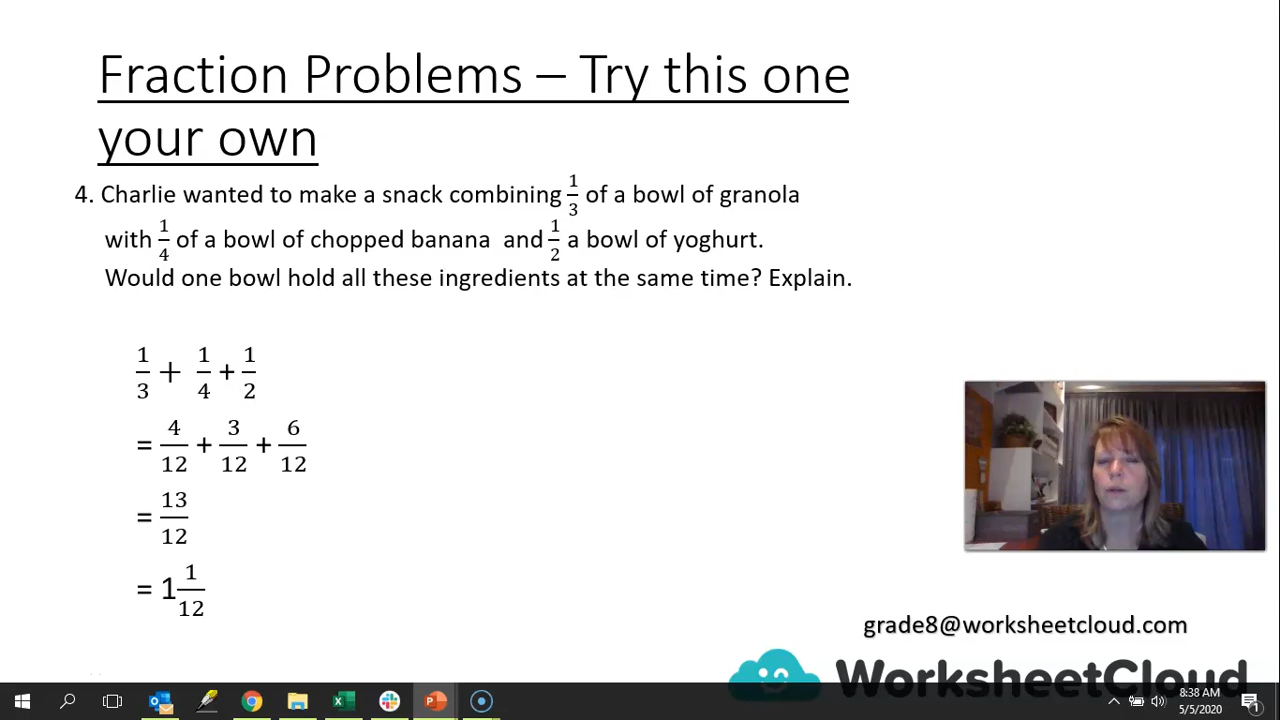 Fraction Problems – Try this one
your own
4. Charlie wanted to make a snack combining 1/3 of a bowl of granola
with 1/4 of a bowl of chopped banana and 1/2 a bowl of yoghurt.
Would one bowl hold all these ingredients at the same time? Explain.
1/3 + 1/4 + 1/2
= 4/12 + 3/12 + 6/12
= 13/12
= 1 1/12
grade8@worksheetcloud.com
WorksheetCloud
8:38 AM
5/5/2020
1